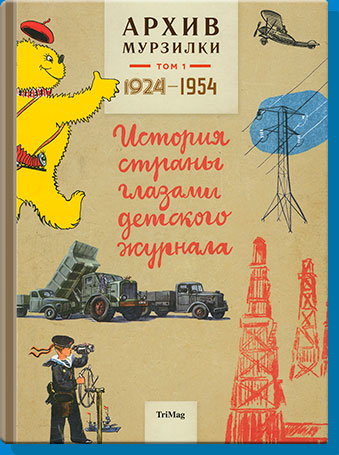 АРХИВ
МУРЗИЛКИ
ТОМ 1
1924–1954
История
страны
глазами
детского
журнала
TriMag